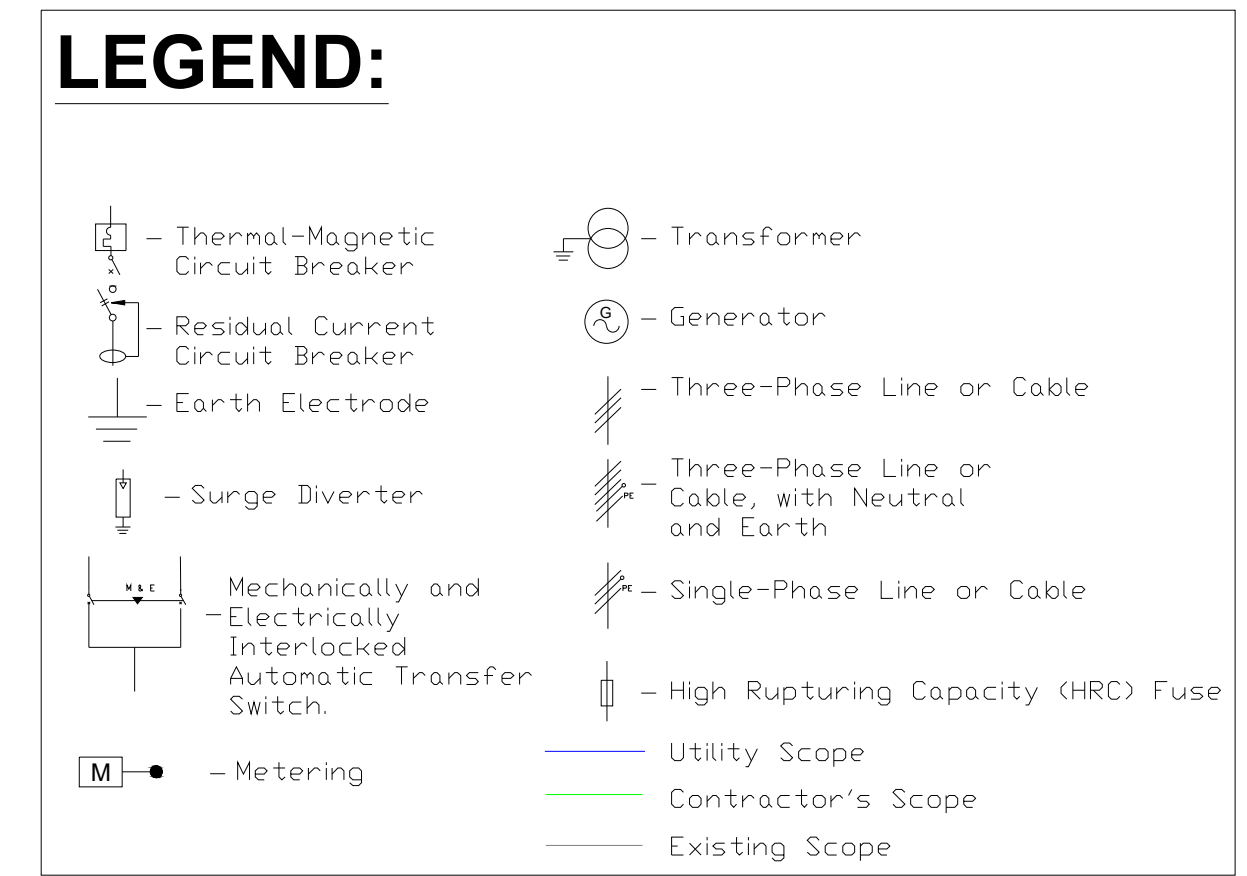 LEGEND:
– Thermal-Magnetic
Circuit Breaker
– Residual Current
Circuit Breaker
– Earth Electrode
– Surge Diverter
M & E
– Mechanically and
Electrically
Interlocked
Automatic Transfer
Switch.
M
– Metering
– Transformer
G
– Generator
– Three-Phase Line or Cable
PE
– Three-Phase Line or
Cable, with Neutral
and Earth
PE
– Single-Phase Line or Cable
– High Rupturing Capacity (HRC) Fuse
Utility Scope
Contractor's Scope
Existing Scope